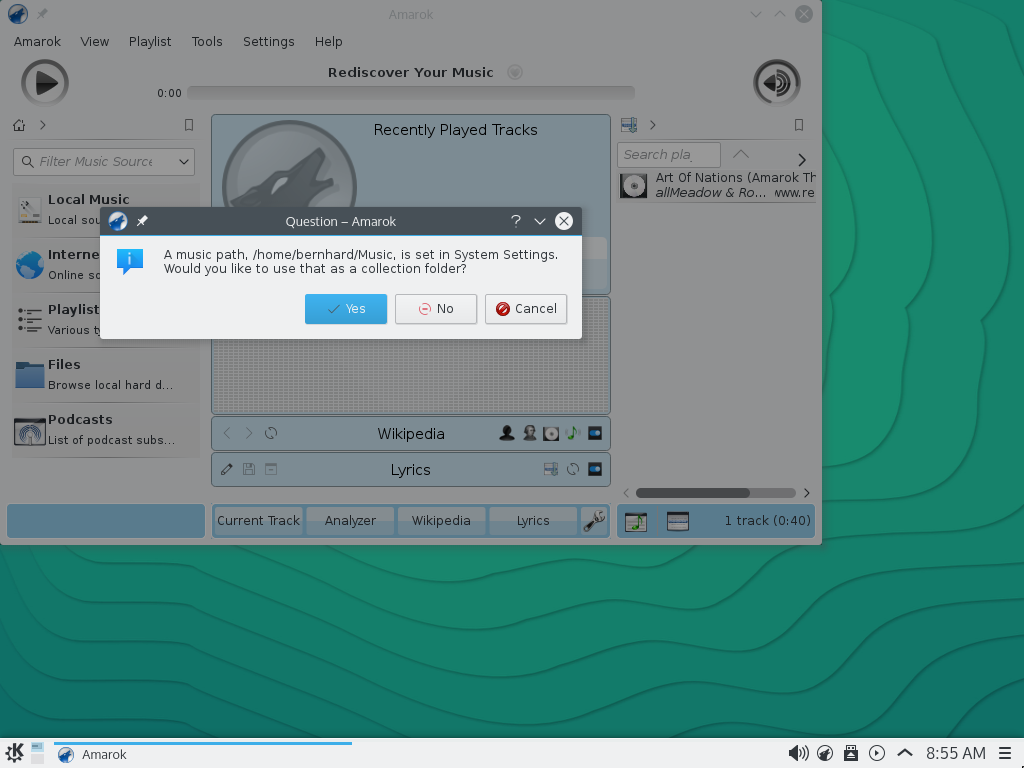 Amarok
Amarok View Playlist Tools Settings Help
Rediscover Your Music
0:00
Recently Played Tracks
Filter Music Source
Search pla
Local Music
Local sou
Art Of Nations (Amarok Th
allMeadow & Ro... www.re
Question – Amarok
A music path, /home/bernhard/Music, is set in System Settings.
Would you like to use that as a collection folder?
Yes No Cancel
Interne
Online so
Playlist
Various ty
Files
Browse local hard d...
Podcasts
List of podcast subs...
Wikipedia
Lyrics
Current Track Analyzer Wikipedia Lyrics
1 track (0:40)
Amarok
8:55 AM